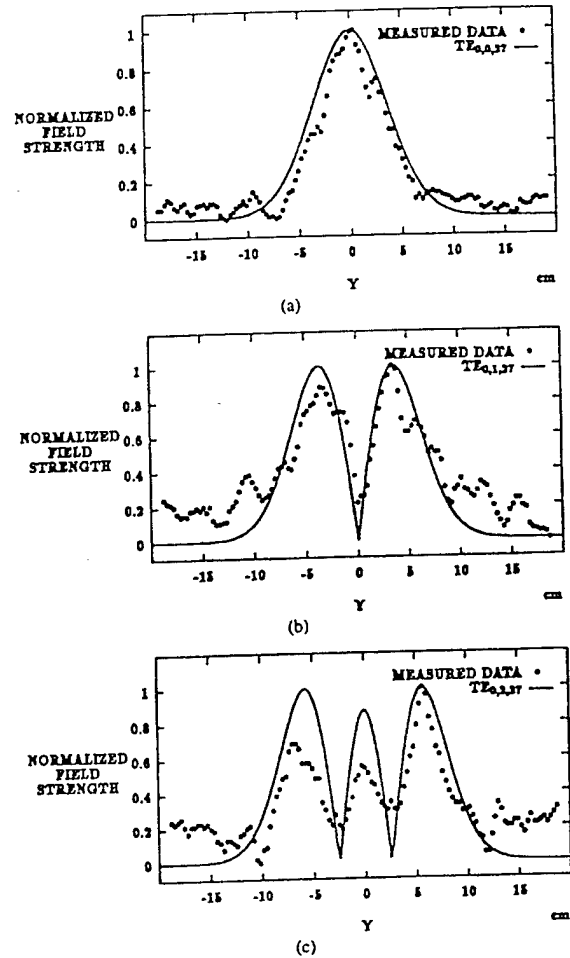 MEASURED DATA
TE0,0,37
NORMALIZED
FIELD
STRENGTH
1
0.8
0.6
0.4
0.2
0
-15 -10 -5 0 5 10 15
Y cm
(a)
MEASURED DATA
TE0,1,37
NORMALIZED
FIELD
STRENGTH
1
0.8
0.6
0.4
0.2
0
-15 -10 -5 0 5 10 15
Y cm
(b)
MEASURED DATA
TE0,2,37
NORMALIZED
FIELD
STRENGTH
1
0.8
0.6
0.4
0.2
0
-15 -10 -5 0 5 10 15
Y cm
(c)